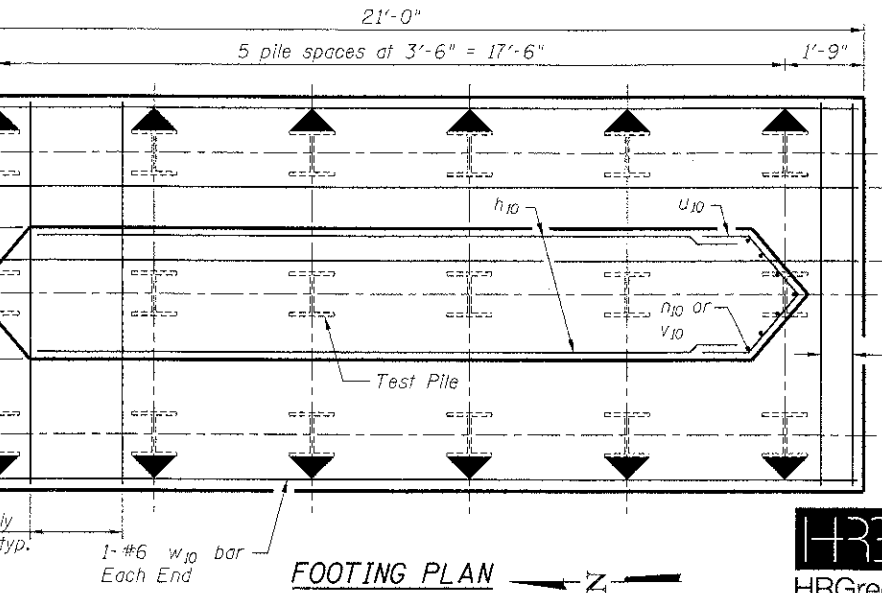 21'-0"
5 pile spaces at 3'-6" = 17'-6"
1'-9"
h10
u10
n10 or
v10
Test Pile
typ.
1-#6 w10 bar
Each End
FOOTING PLAN
Z
HRGre